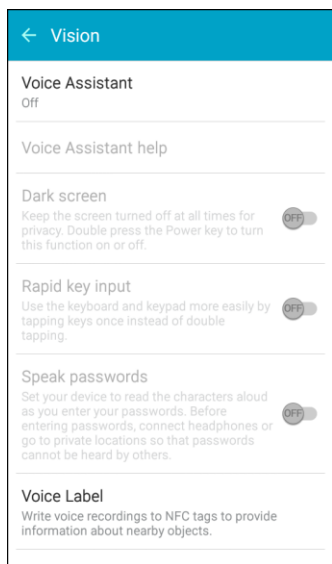 Vision
Voice Assistant
Off
Voice Assistant help
Dark screen
Keep the screen turned off at all times for
privacy. Double press the Power key to turn
this function on or off.
OFF
Rapid key input
Use the keyboard and keypad more easily by
tapping keys once instead of double
tapping.
OFF
Speak passwords
Set your device to read the characters aloud
as you enter your passwords. Before
entering passwords, connect headphones or
go to private locations so that passwords
cannot be heard by others.
OFF
Voice Label
Write voice recordings to NFC tags to provide
information about nearby objects.